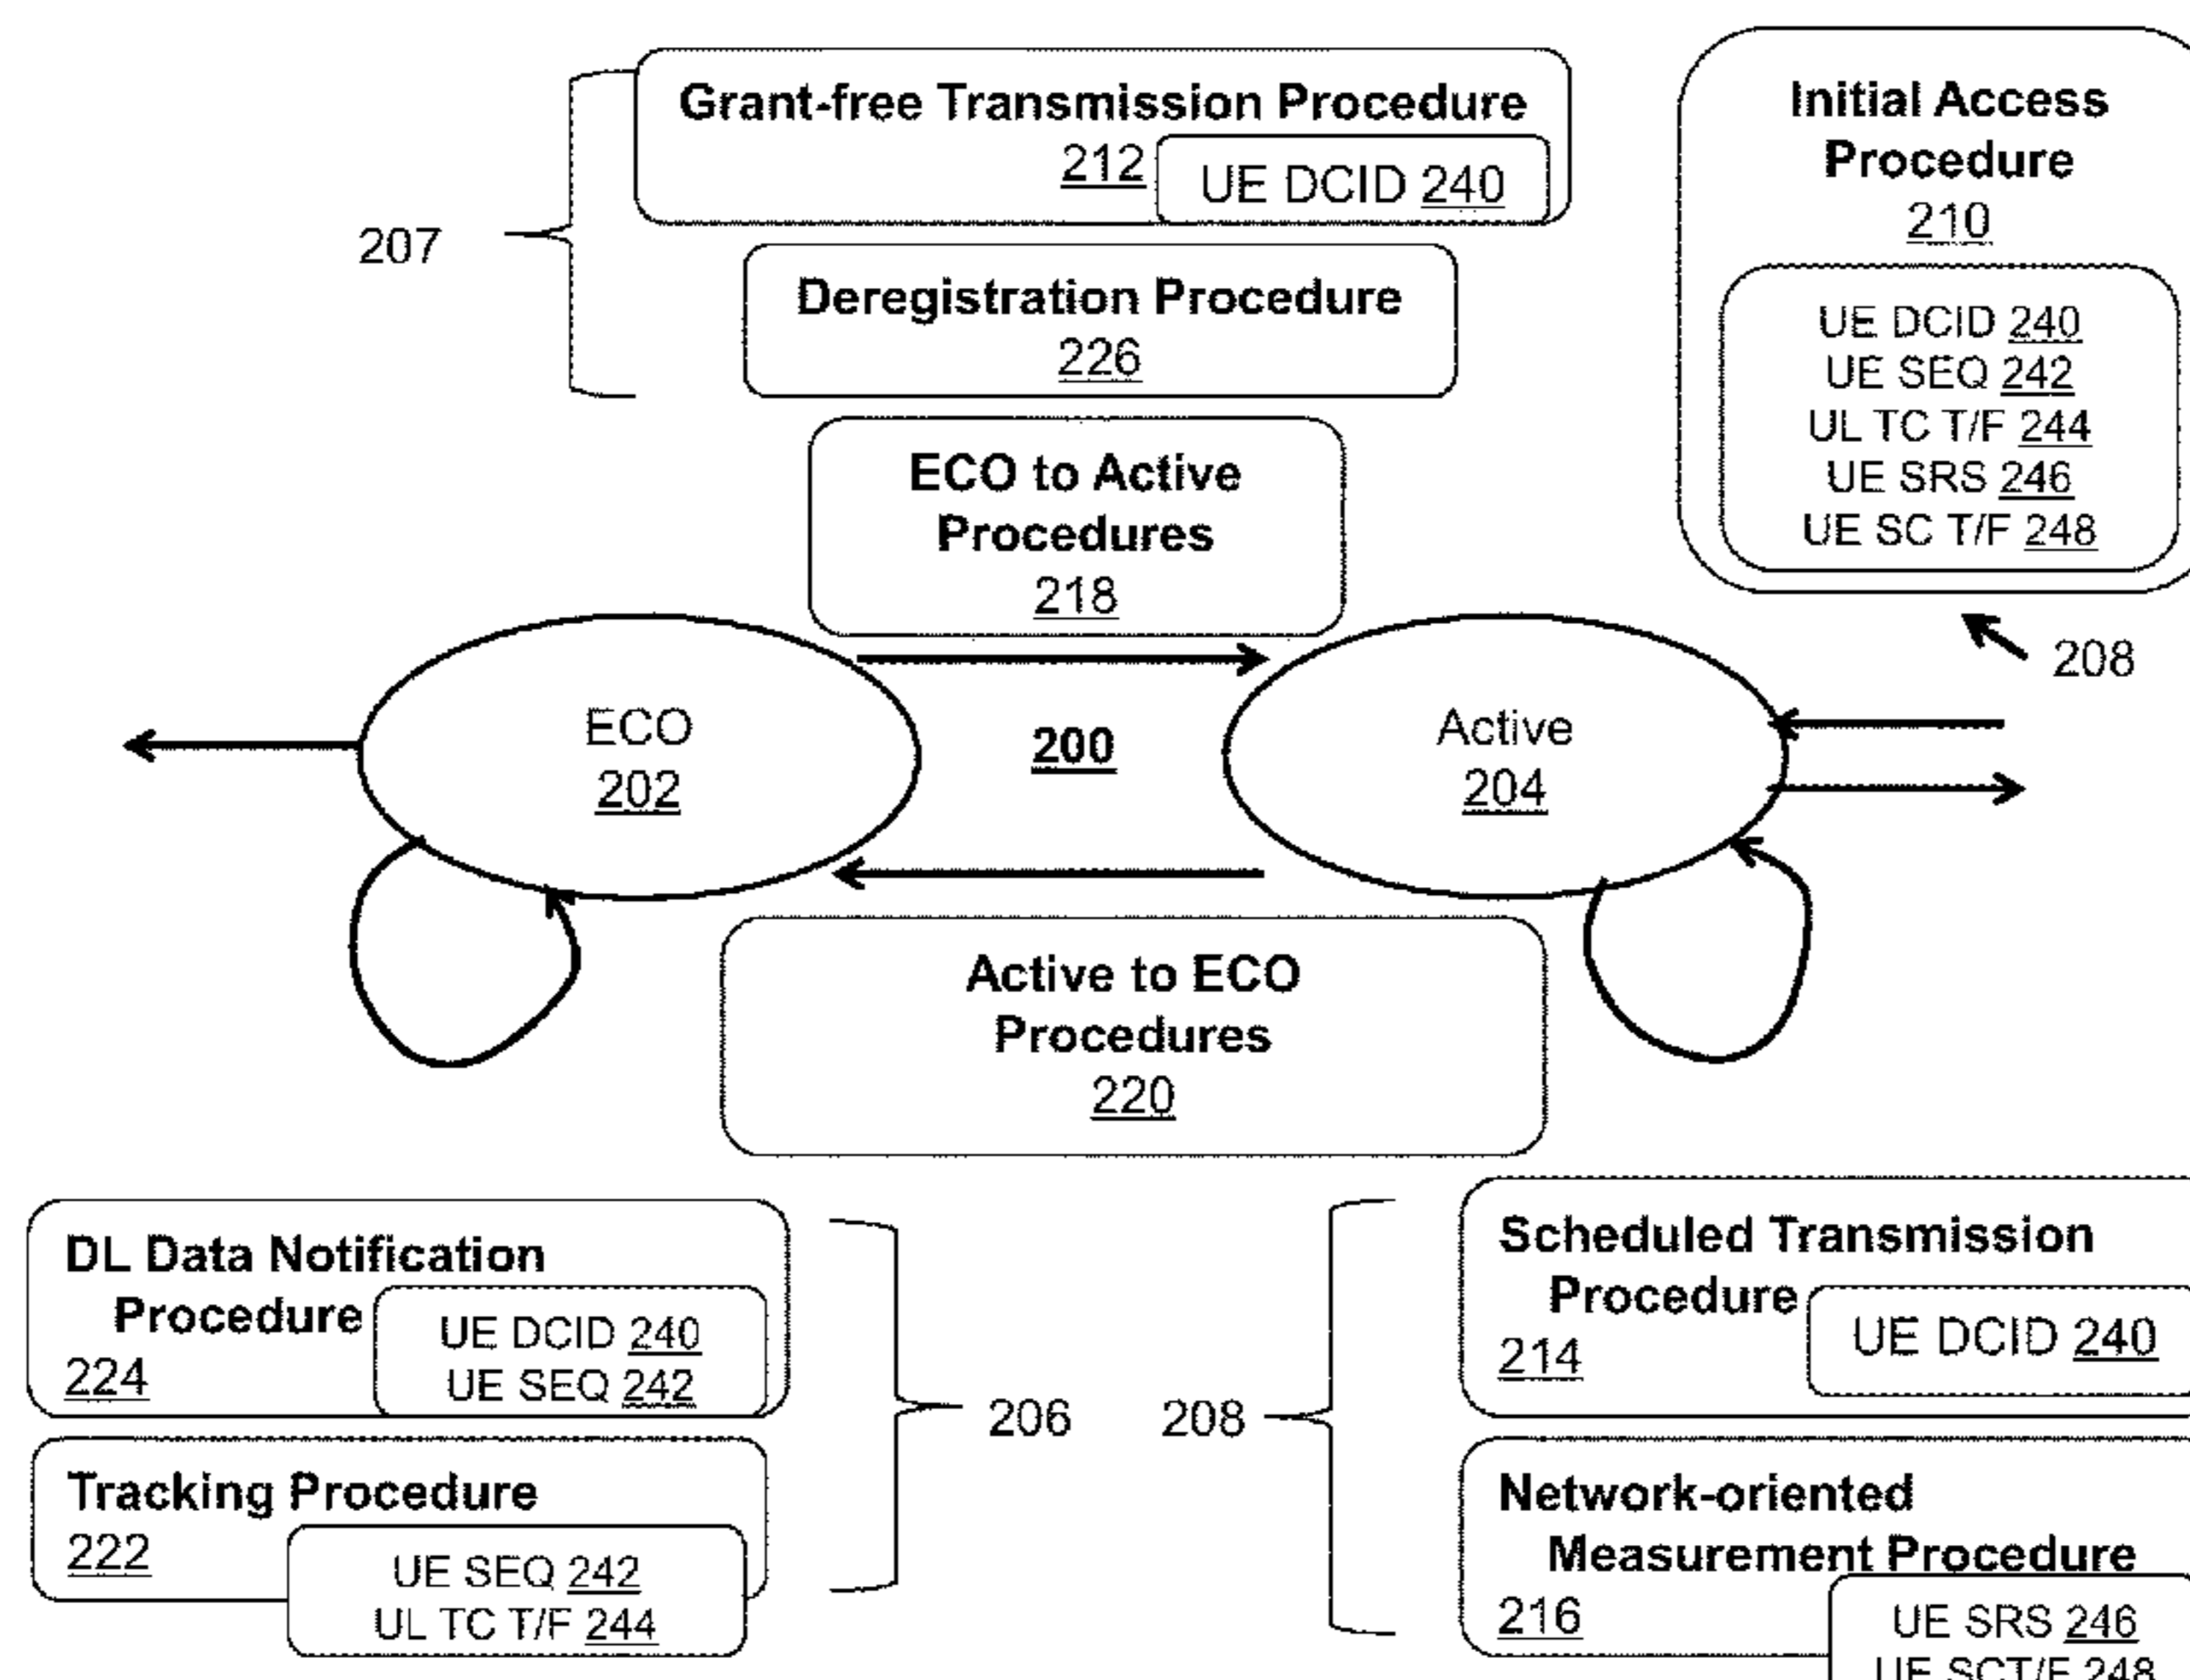 Grant-free Transmission Procedure
212
UE DCID 240
207
Deregistration Procedure
226
Initial Access
Procedure
210
UE DCID 240
UE SEQ 242
UL TC T/F 244
UE SRS 246
UE SC T/F 248
208
ECO to Active
Procedures
218
ECO
202
200
Active
204
Active to ECO
Procedures
220
DL Data Notification
Procedure
224
UE DCID 240
UE SEQ 242
Tracking Procedure
222
UE SEQ 242
UL TC T/F 244
206
208
Scheduled Transmission
Procedure
214
UE DCID 240
Network-oriented
Measurement Procedure
216
UE SRS 246
UE SCT/F 248